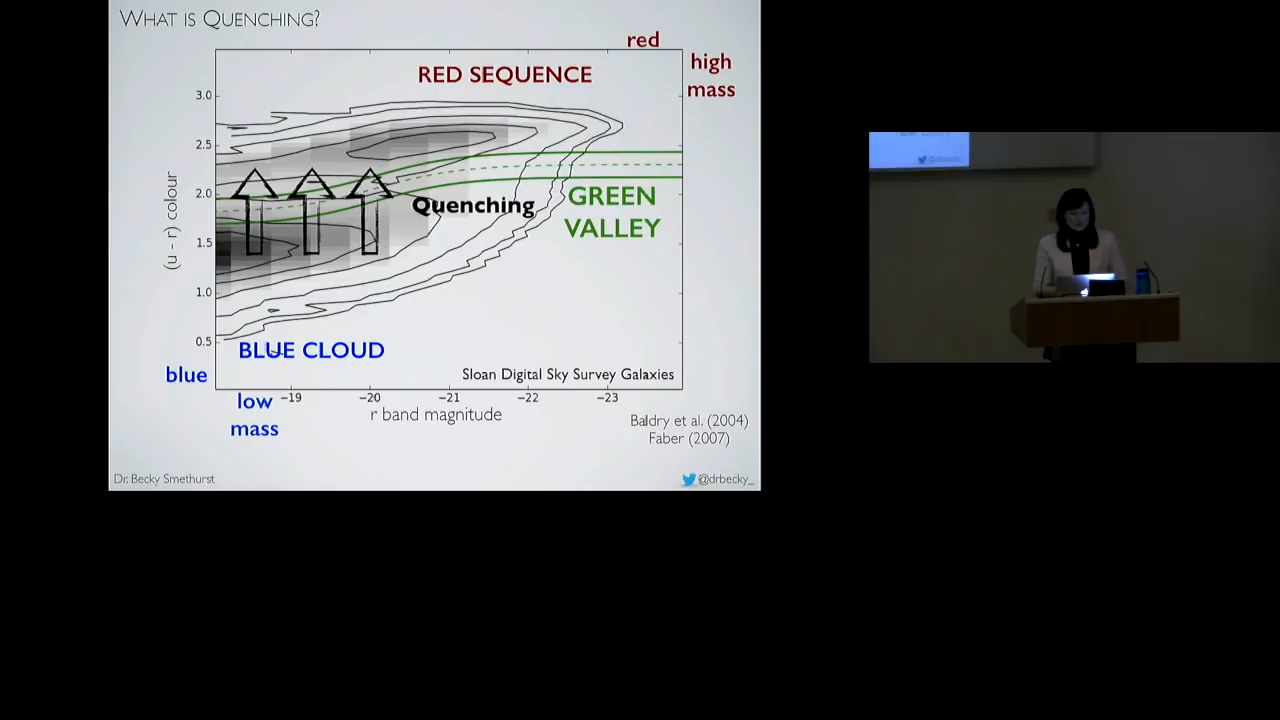 WHAT IS QUENCHING?
red
high
mass
RED SEQUENCE
3.0
2.5
2.0
1.5
1.0
0.5
(u - r) colour
Quenching
GREEN
VALLEY
BLUE CLOUD
blue
low
mass
Sloan Digital Sky Survey Galaxies
−19
−20
−21
−22
−23
r band magnitude
Baldry et al. (2004)
Faber (2007)
Dr. Becky Smethurst
@drbecky_